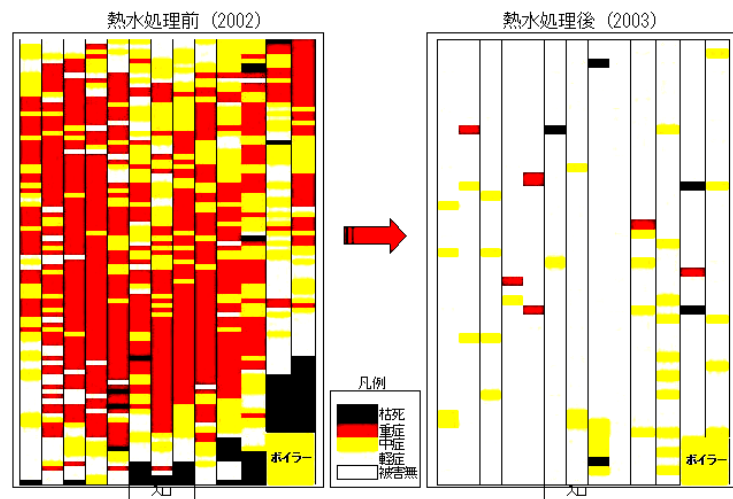 熱水処理前 (2002)
熱水処理後 (2003)
凡例
枯死
重症
中症
軽症
被害無
ボイラー
ボイラー
入口
入口